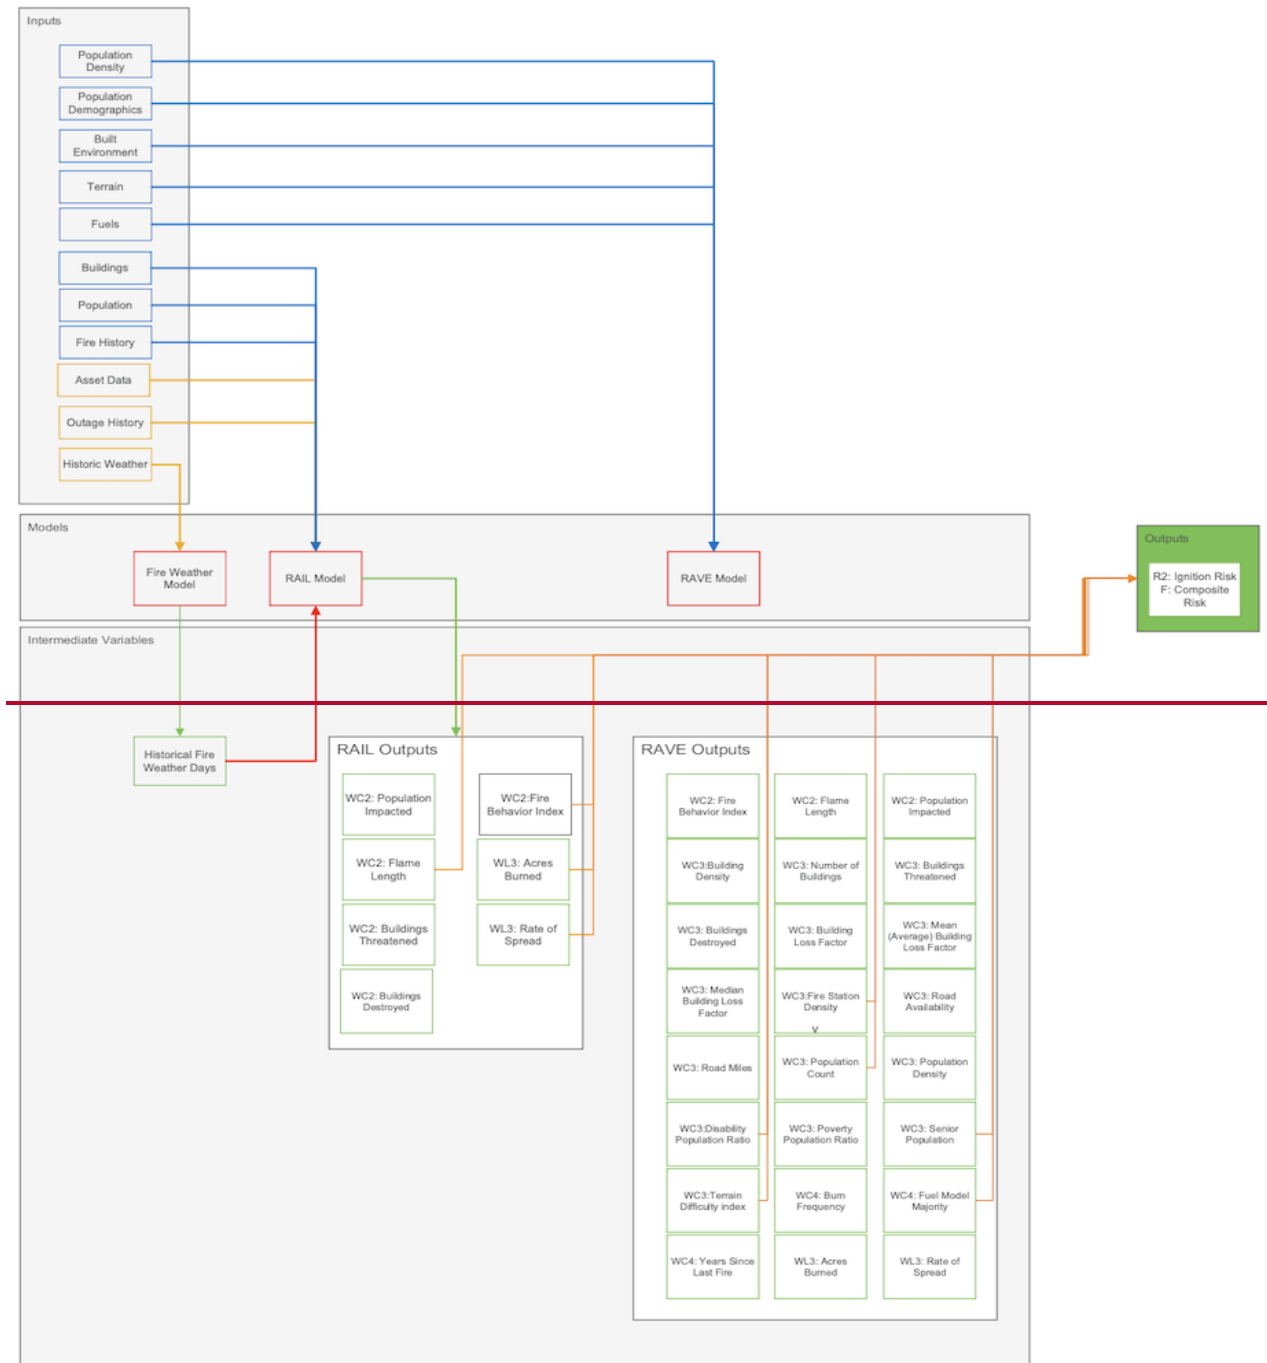 Inputs
Population
Density
Population
Demographics
Built
Environment
Terrain
Fuels
Buildings
Population
Fire History
Asset Data
Outage History
Historic Weather
Models
Fire Weather
Model
RAIL Model
RAVE Model
Outputs
R2: Ignition Risk
F: Composite
Risk
Intermediate Variables
Historical Fire
Weather Days
RAIL Outputs
WC2: Population
Impacted
WC2:Fire
Behavior Index
WC2: Flame
Length
WL3: Acres
Burned
WC2: Buildings
Threatened
WL3: Rate of
Spread
WC2: Buildings
Destroyed
RAVE Outputs
WC2: Fire
Behavior Index
WC2: Flame
Length
WC2: Population
Impacted
WC3:Building
Density
WC3: Number of
Buildings
WC3: Buildings
Threatened
WC3: Buildings
Destroyed
WC3: Building
Loss Factor
WC3: Mean
(Average) Building
Loss Factor
WC3: Median
Building Loss
Factor
WC3:Fire Station
Density
v
WC3: Road
Availability
WC3: Road Miles
WC3: Population
Count
WC3: Population
Density
WC3:Disability
Population Ratio
WC3: Poverty
Population Ratio
WC3: Senior
Population
WC3:Terrain
Difficulty index
WC4: Burn
Frequency
WC4: Fuel Model
Majority
WC4: Years Since
Last Fire
WL3: Acres
Burned
WL3: Rate of
Spread